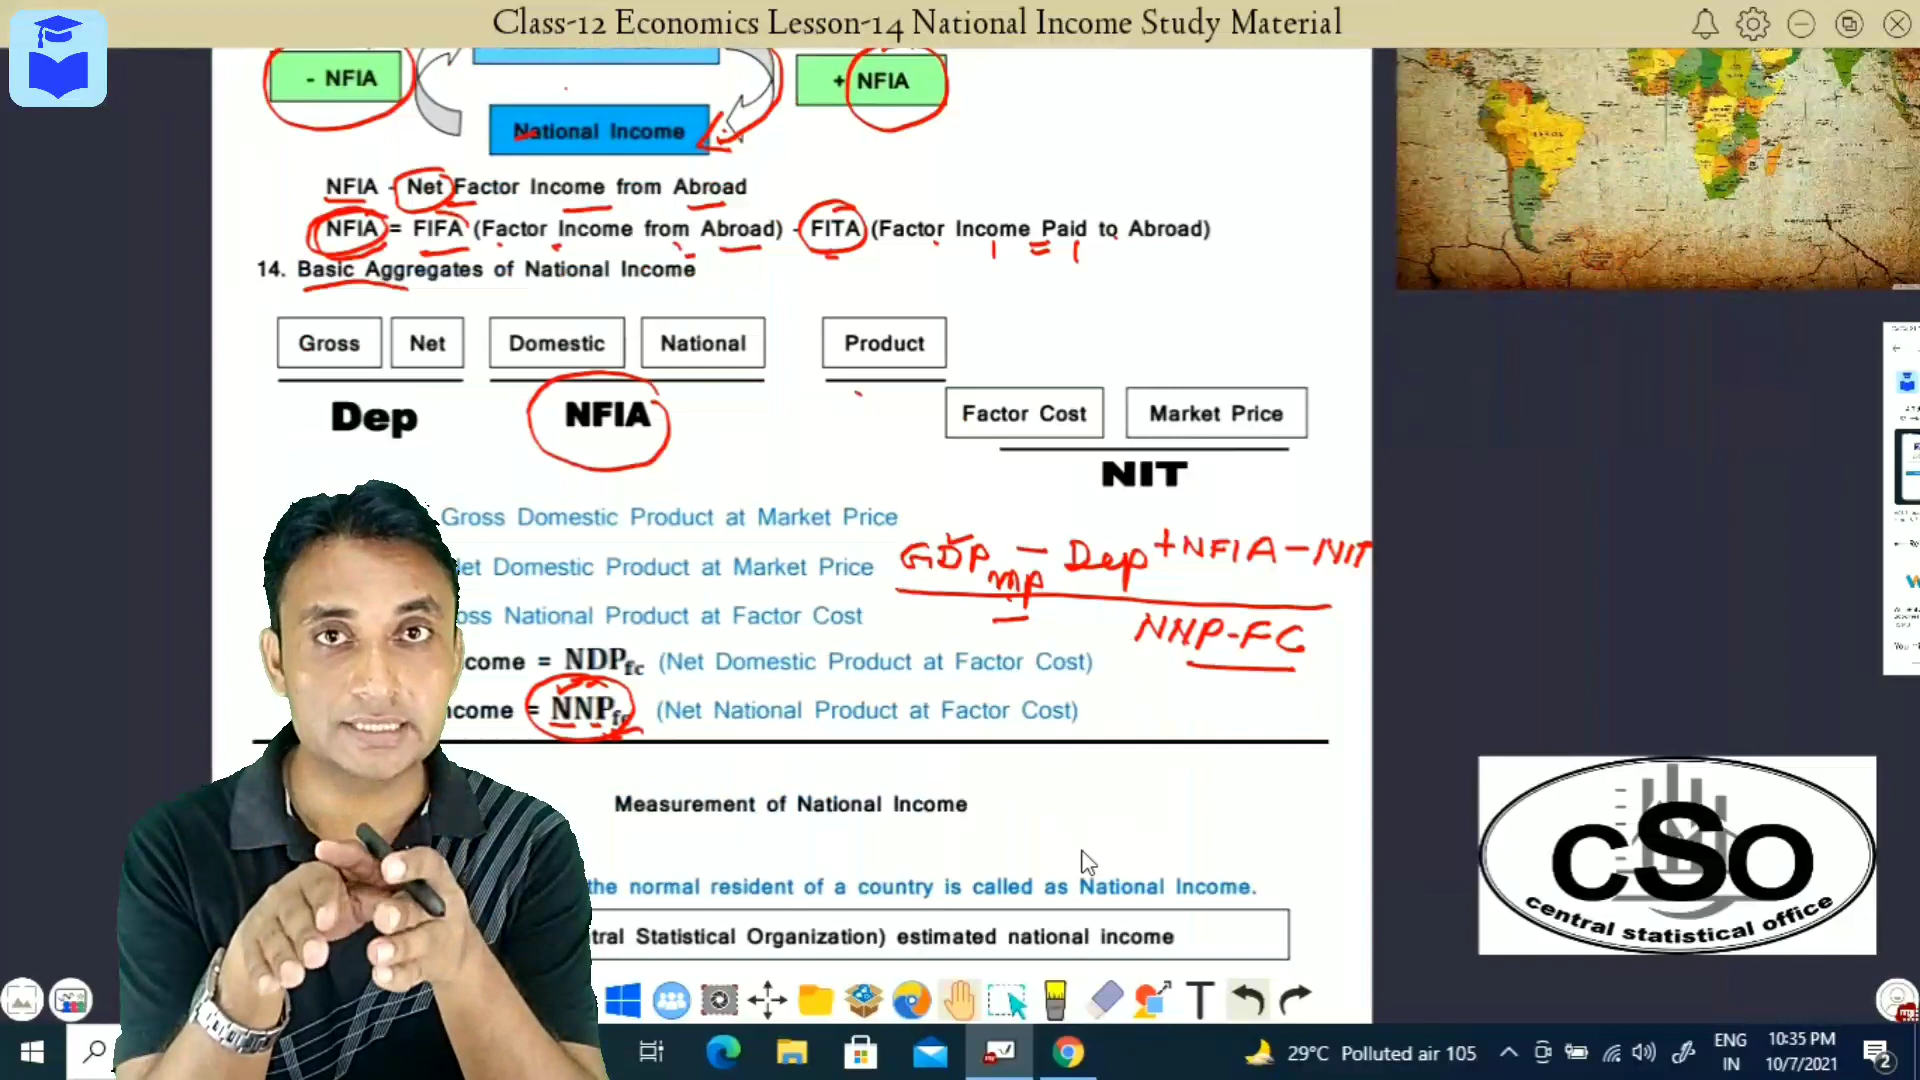 Class-12 Economics Lesson-14 National Income Study Material
- NFIA
+ NFIA
National Income
NFIA - Net Factor Income from Abroad
NFIA = FIFA (Factor Income from Abroad) - FITA (Factor Income Paid to Abroad)
14. Basic Aggregates of National Income
Gross Net Domestic National Product
Dep NFIA
Factor Cost Market Price
NIT
Gross Domestic Product at Market Price
GDP mp - Dep + NFIA - NIT
et Domestic Product at Market Price
oss National Product at Factor Cost
NNP-FC
come = NDPfc (Net Domestic Product at Factor Cost)
ncome = NNPfc (Net National Product at Factor Cost)
Measurement of National Income
the normal resident of a country is called as National Income.
tral Statistical Organization) estimated national income
CSO
central statistical office
T
29°C Polluted air 105
ENG
IN
10:35 PM
10/7/2021
2